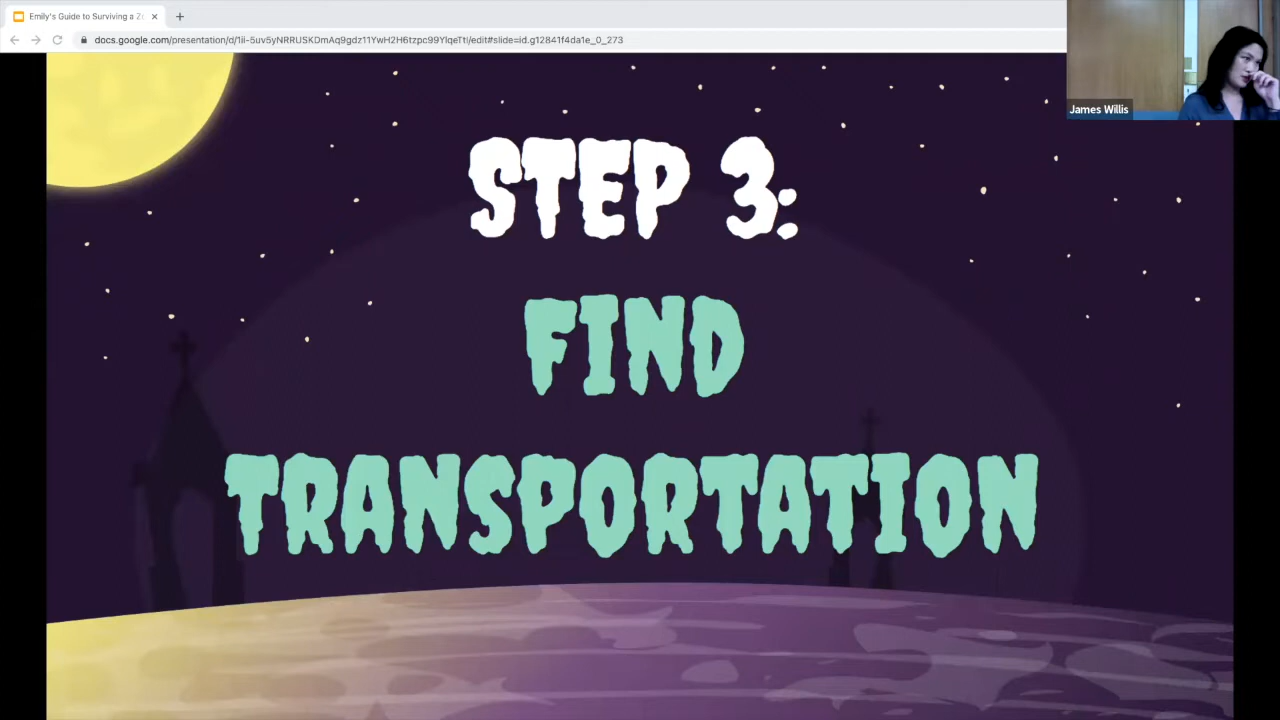 Emily's Guide to Surviving a Z
docs.google.com/presentation/d/1ii-5uv5yNRRUSKDmAq9gdz11YwH2H6tzpc99YlqeTtI/edit#slide=id.g12841f4da1e_0_273
James Willis
STEP 3:
FIND
TRANSPORTATION